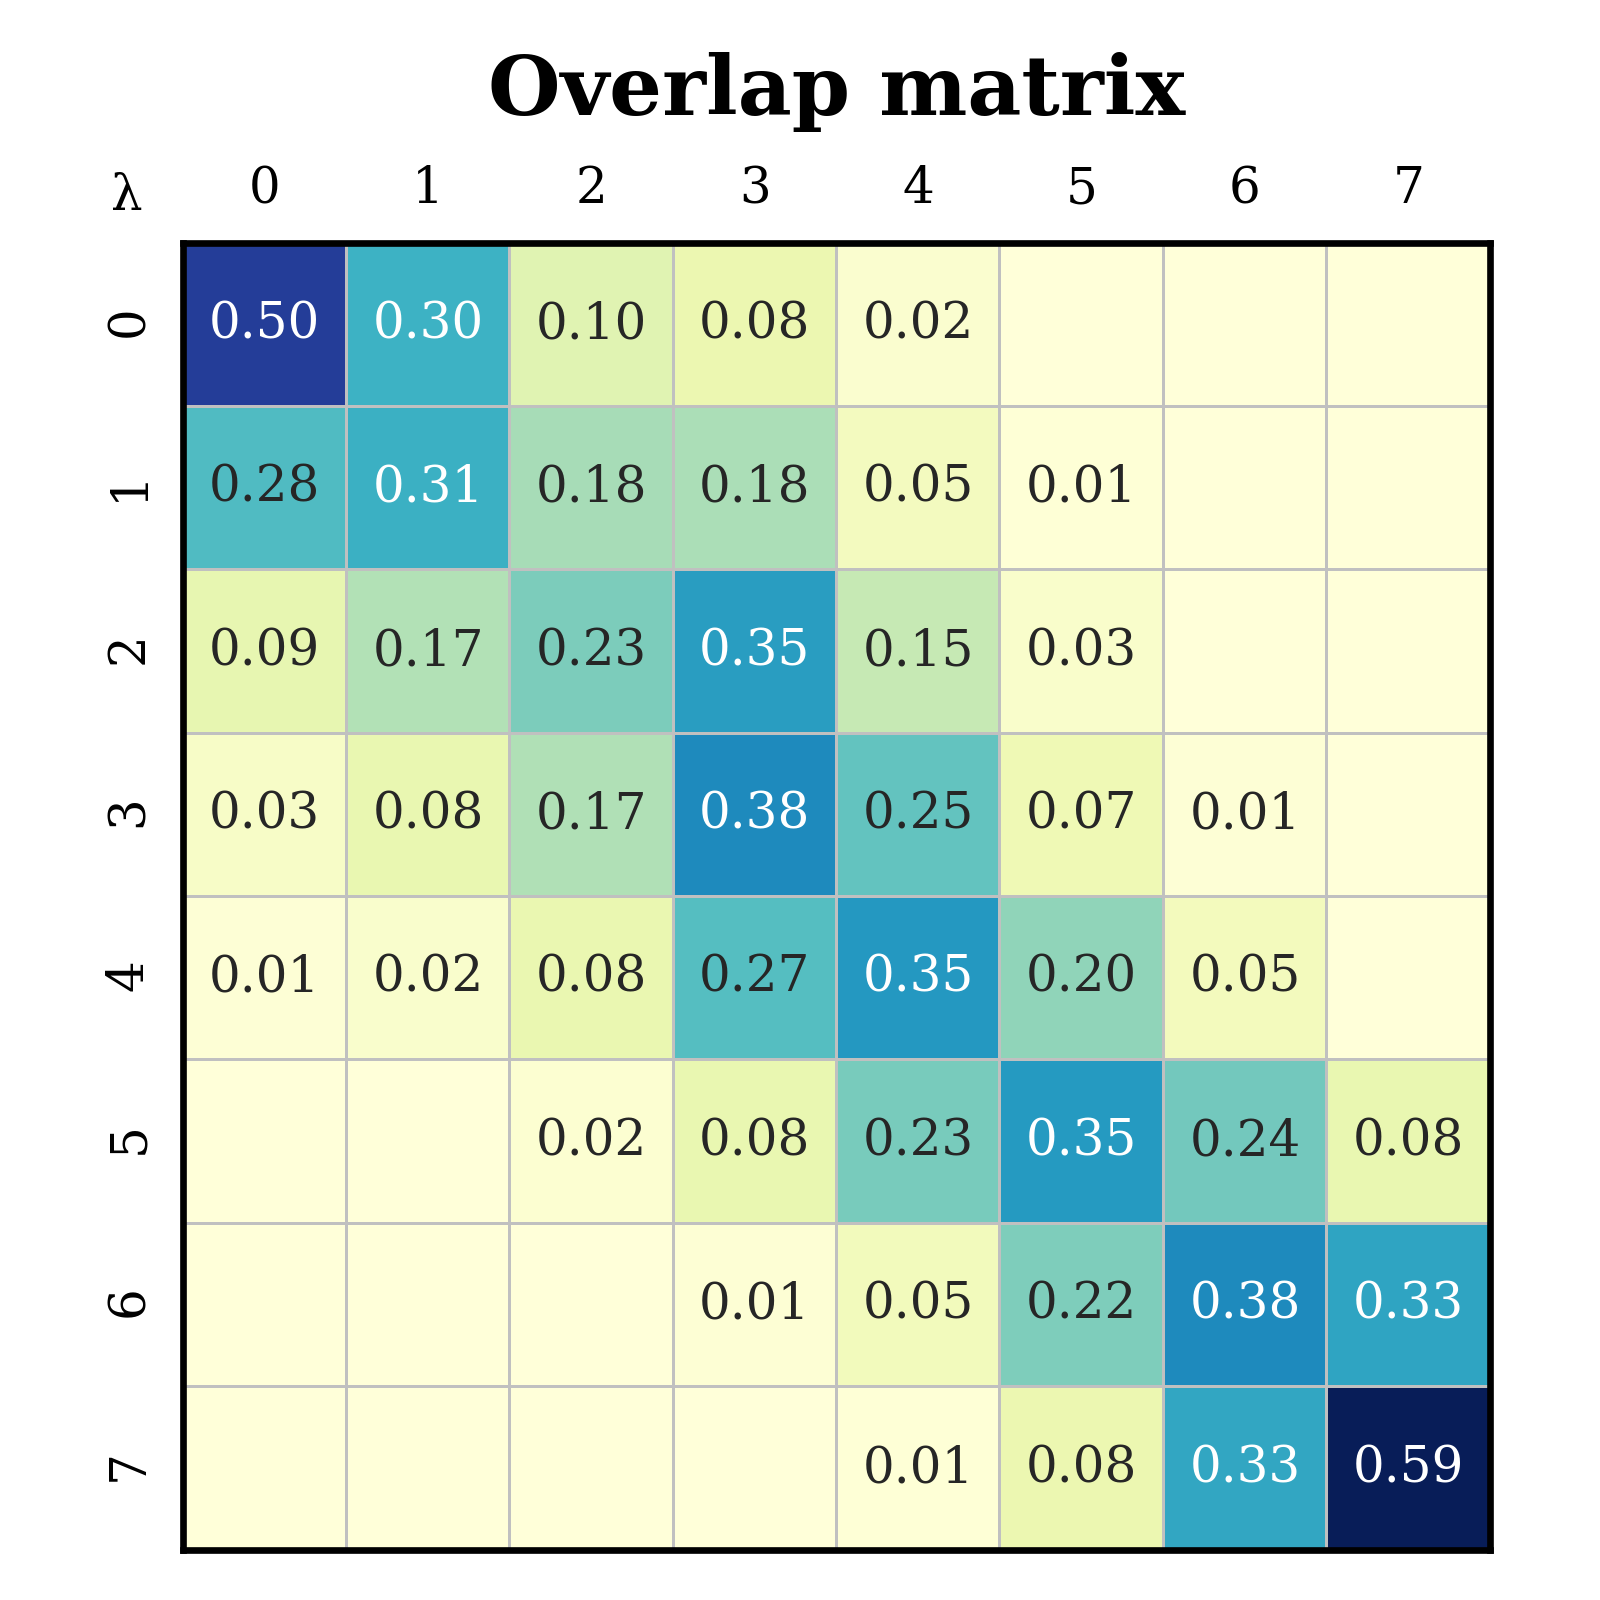 Overlap matrix
λ 0 1 2 3 4 5 6 7
0 0.50 0.30 0.10 0.08 0.02
1 0.28 0.31 0.18 0.18 0.05 0.01
2 0.09 0.17 0.23 0.35 0.15 0.03
3 0.03 0.08 0.17 0.38 0.25 0.07 0.01
4 0.01 0.02 0.08 0.27 0.35 0.20 0.05
5 0.02 0.08 0.23 0.35 0.24 0.08
6 0.01 0.05 0.22 0.38 0.33
7 0.01 0.08 0.33 0.59